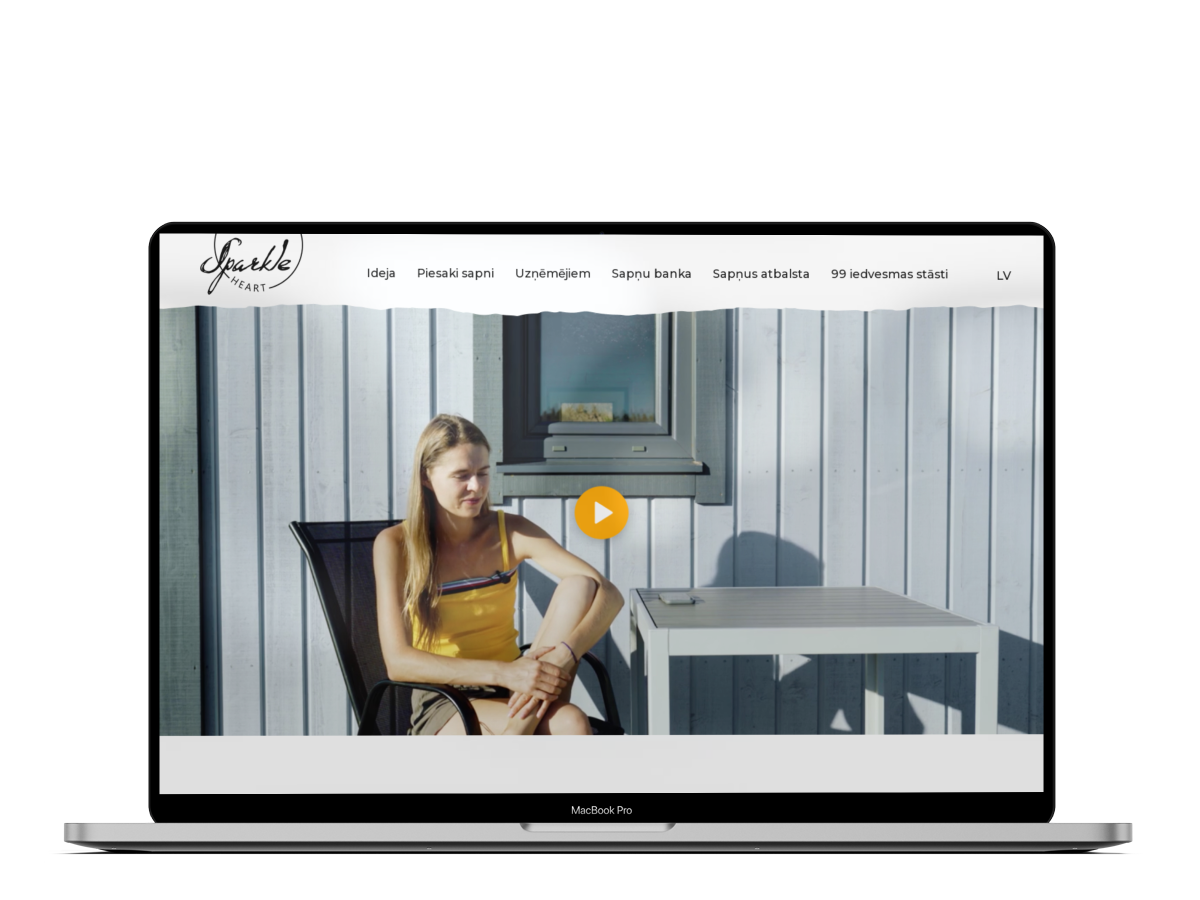 Sparkle
HEART
Ideja Piesaki sapni Uzņēmējiem Sapņu banka Sapņus atbalsta 99 iedvesmas stāsti LV
MacBook Pro